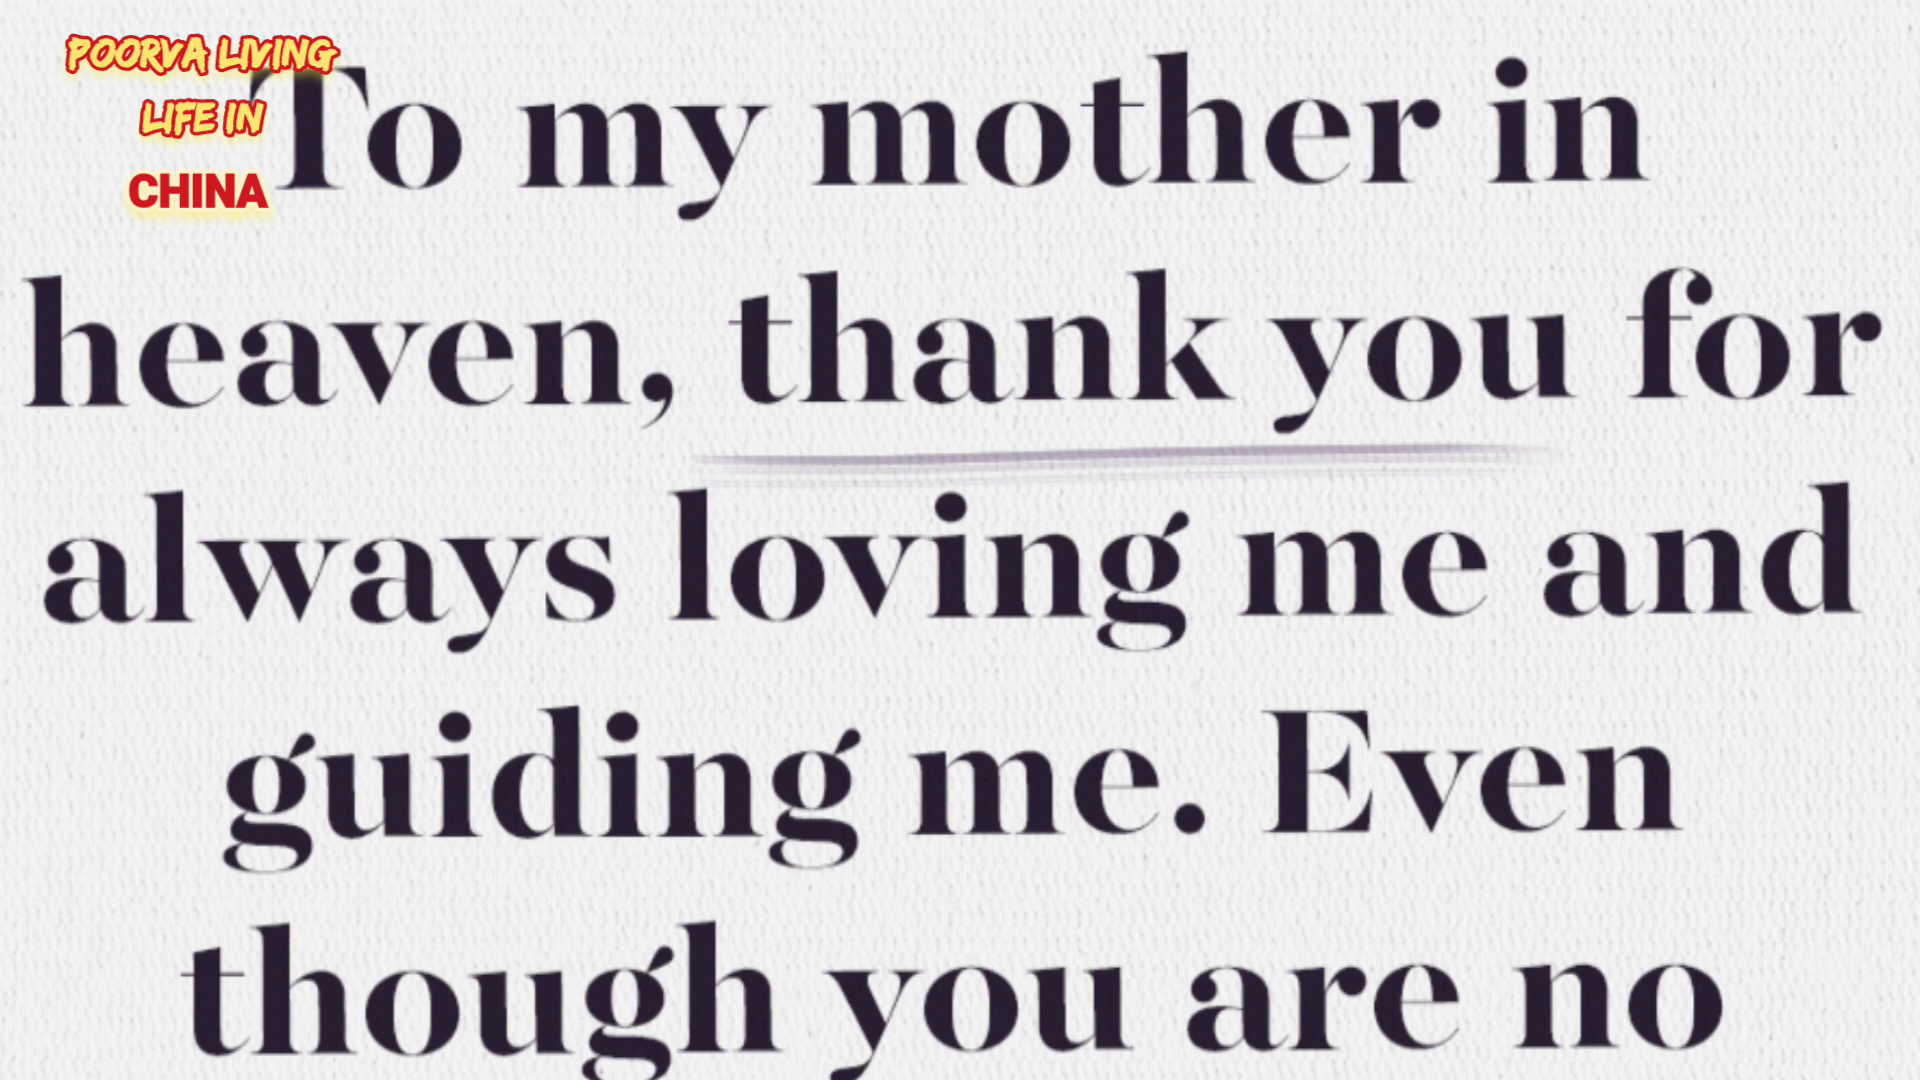 POORVA LIVING
LIFE IN
CHINA
To my mother in
heaven, thank you for
always loving me and
guiding me. Even
though you are no